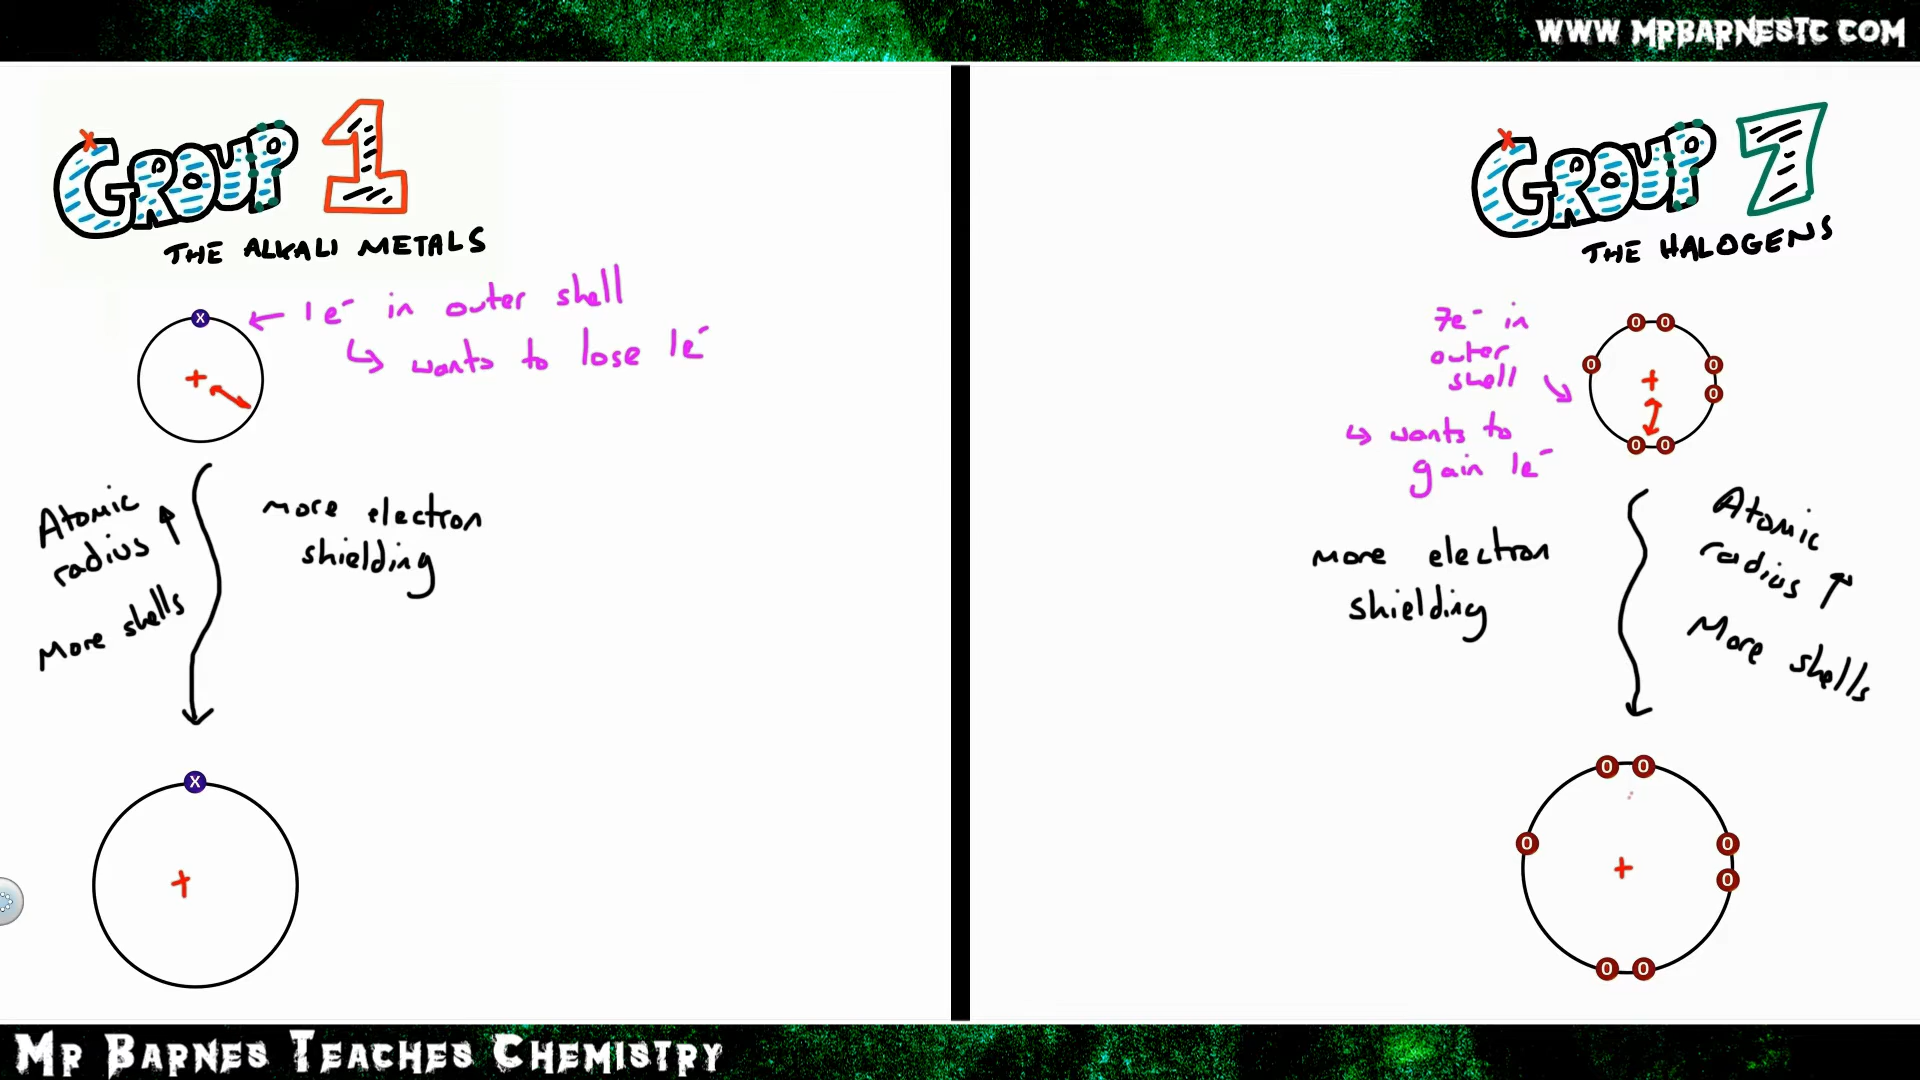 WWW MRBARNESTC COM
GROUP 1
THE ALKALI METALS
x
← 1e⁻ in outer shell
↳ wants to lose 1e⁻
+
Atomic
radius ↑
More shells
more electron
shielding
x
+
GROUP 7
THE HALOGENS
7e⁻ in
outer
shell
↳ wants to
gain 1e⁻
O O
O O
+
O
O O
more electron
shielding
Atomic
radius ↑
More shells
O O
O O
+
O
O O
MR BARNES TEACHES CHEMISTRY